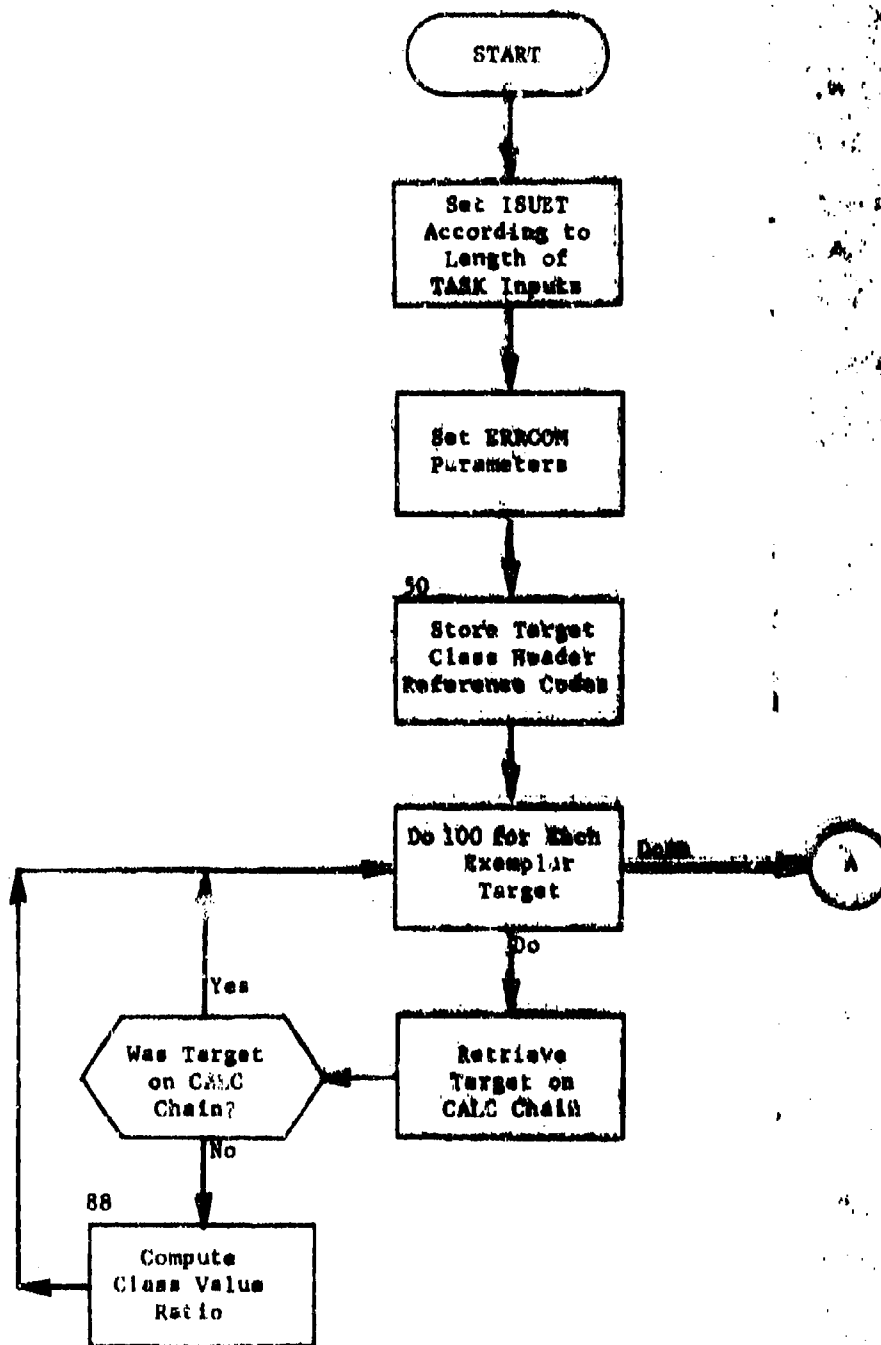 START
Set ISUET
According to
Length of
TASK Inputs
Set ERRCOM
Parameters
50
Store Target
Class Header
Reference Codes
Do 100 for Each
Exemplar
Target
Done
A
Do
Yes
Was Target
on CALC
Chain?
Retrieve
Target on
CALC Chain
No
88
Compute
Class Value
Ratio